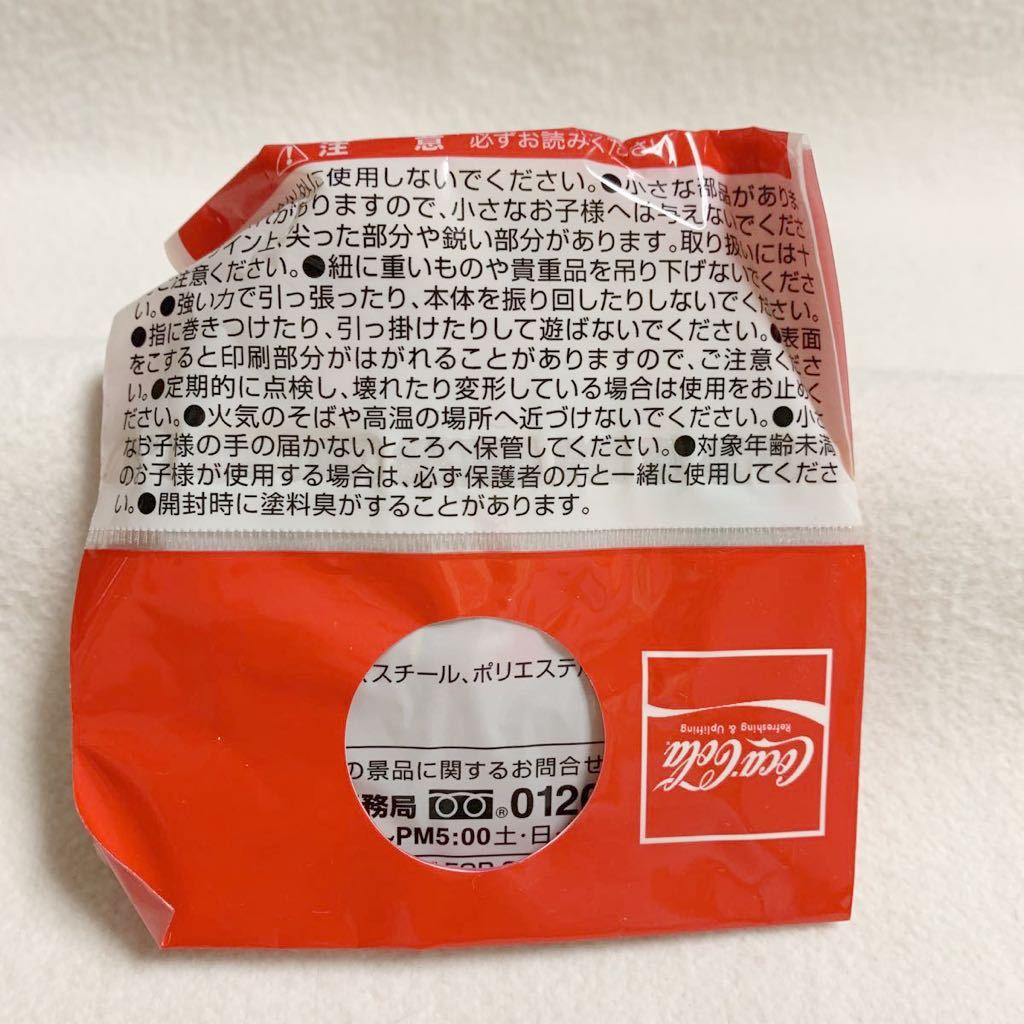 注 意 必ずお読みください
に使用しないでください。●小さな部品がありま
がありますので、小さなお子様へは与えないでくださ
イン上、尖った部分や鋭い部分があります。取り扱いには十
ご注意ください。●紐に重いものや貴重品を吊り下げないでくださ
い。●強い力で引っ張ったり、本体を振り回したりしないでください。
●指に巻きつけたり、引っ掛けたりして遊ばないでください。●表面
をこすると印刷部分がはがれることがありますので、ご注意くださ
い。●定期的に点検し、壊れたり変形している場合は使用をお止めく
ださい。●火気のそばや高温の場所へ近づけないでください。●小さ
なお子様の手の届かないところへ保管してください。●対象年齢未満
のお子様が使用する場合は、必ず保護者の方と一緒に使用してくださ
い。●開封時に塗料臭がすることがあります。
スチール、ポリエステル
の景品に関するお問合せ
務局 ® 0120
~PM5:00 土・日
Coca-Cola
Refreshing & Uplifting